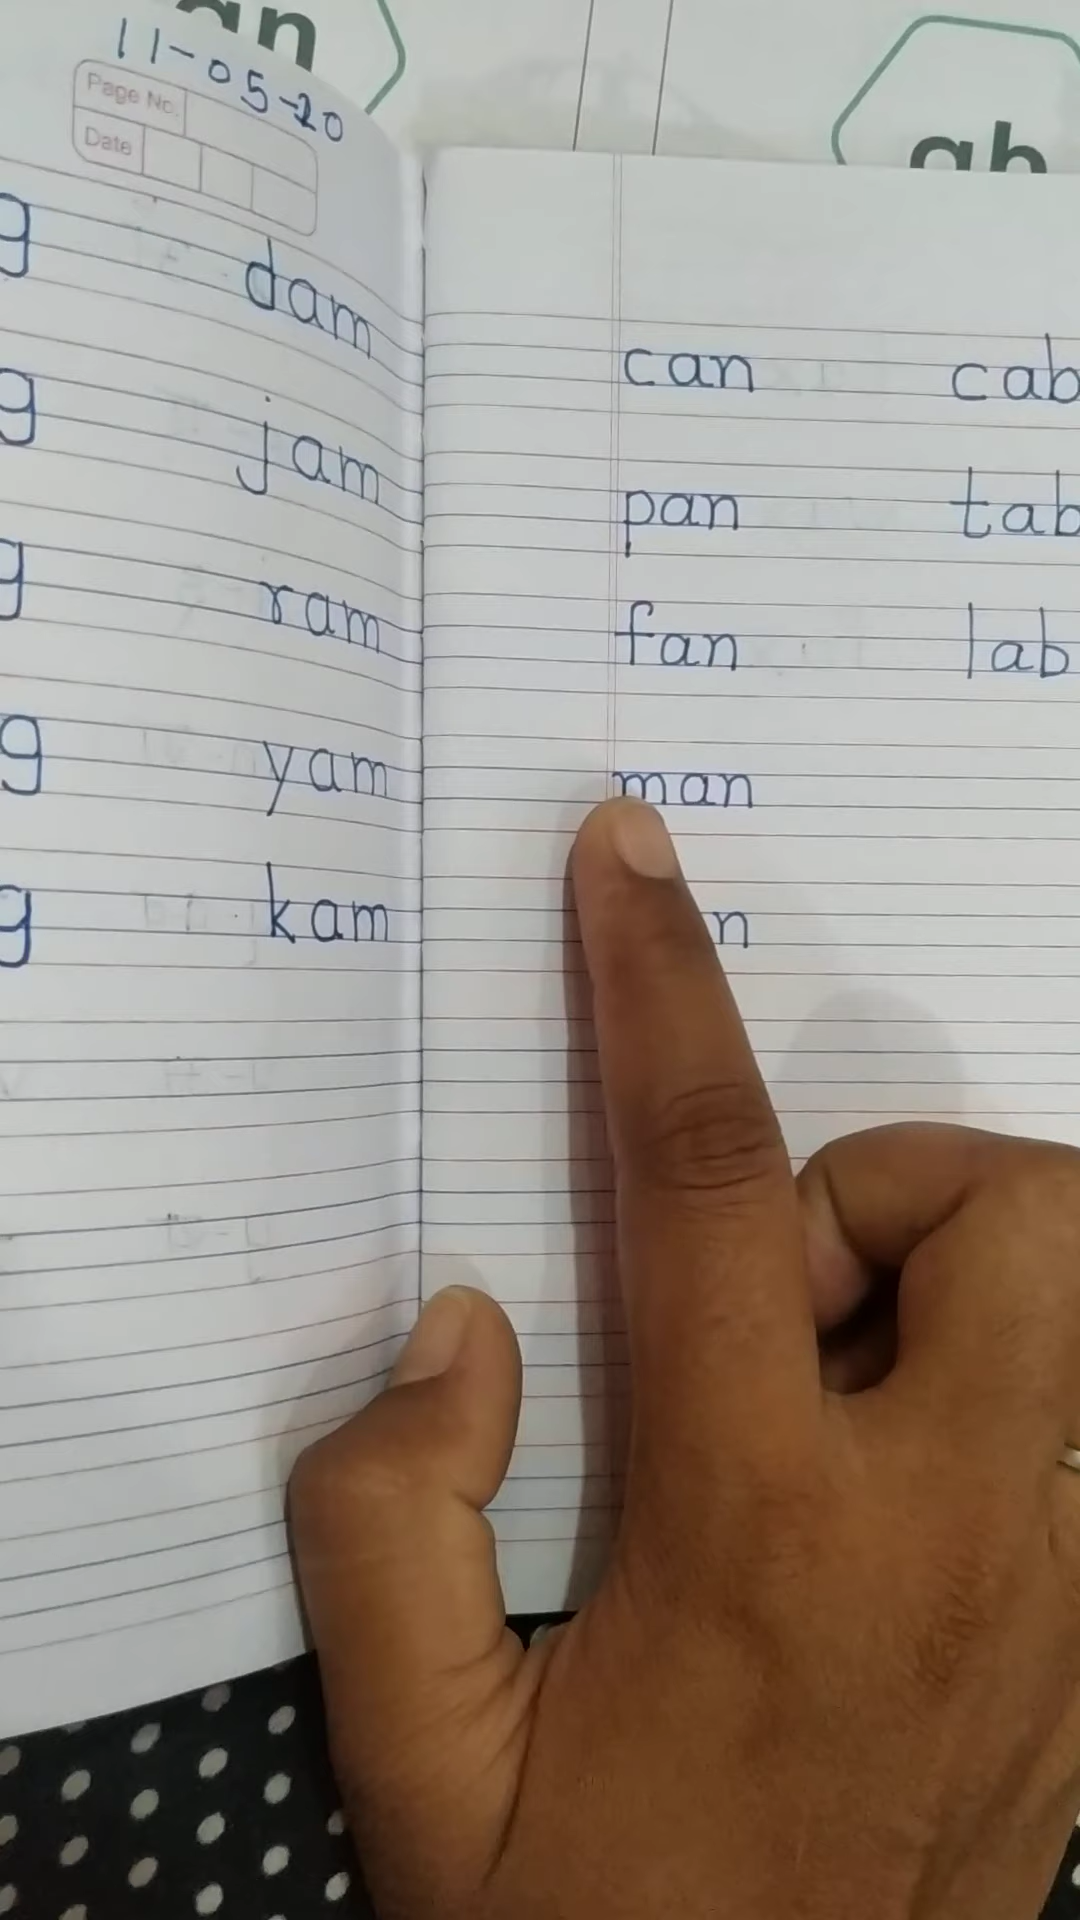 an
ab
11-05-20
Page No.
Date
g dam
g jam
g ram
g yam
g kam
can cab
pan tab
fan lab
man
n